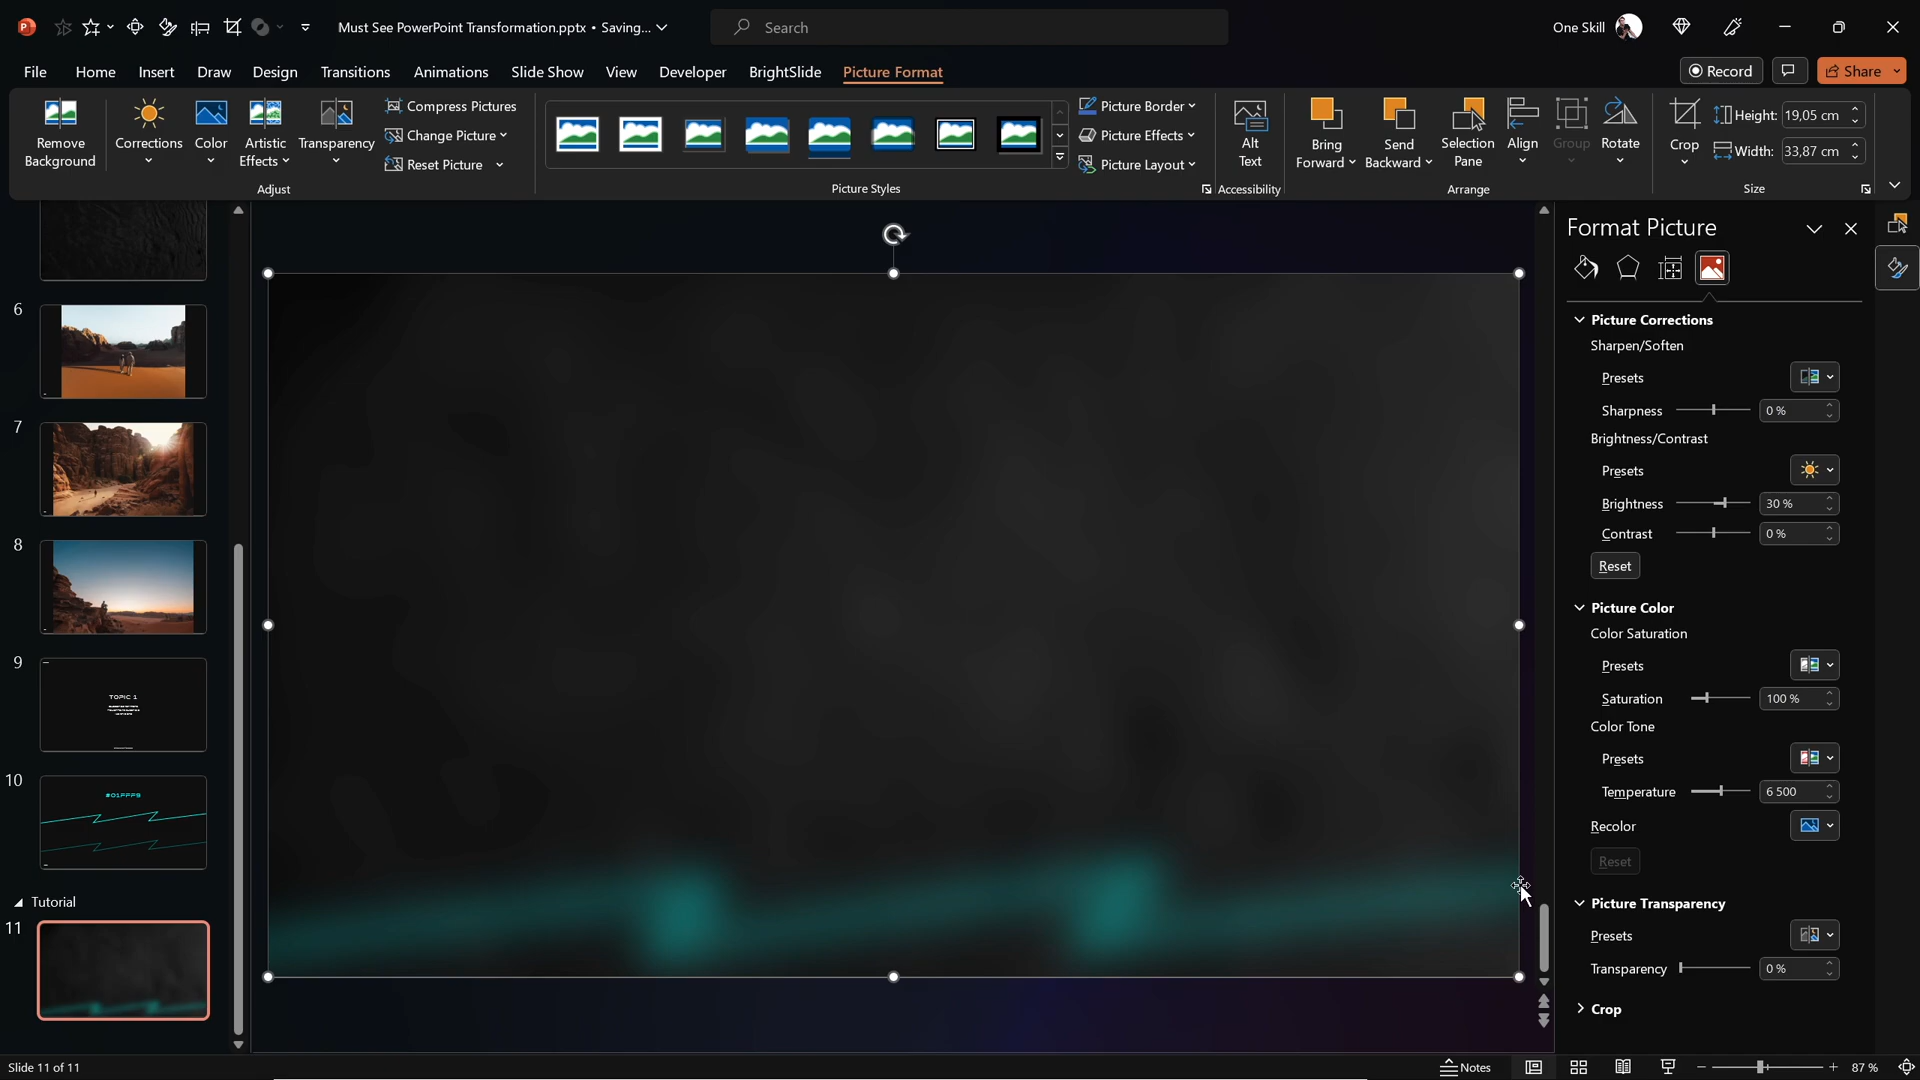 Must See PowerPoint Transformation.pptx • Saving...
Search
One Skill
File Home Insert Draw Design Transitions Animations Slide Show View Developer BrightSlide Picture Format
Record
Share
Remove Background
Corrections
Color
Artistic Effects
Transparency
Compress Pictures
Change Picture
Reset Picture
Adjust
Picture Styles
Picture Border
Picture Effects
Picture Layout
Alt Text
Accessibility
Bring Forward
Send Backward
Selection Pane
Align
Group
Rotate
Arrange
Crop
Height: 19,05 cm
Width: 33,87 cm
Size
6
7
8
9
TOPIC 1
10
#01FFF9
Tutorial
11
Format Picture
Picture Corrections
Sharpen/Soften
Presets
Sharpness 0 %
Brightness/Contrast
Presets
Brightness 30 %
Contrast 0 %
Reset
Picture Color
Color Saturation
Presets
Saturation 100 %
Color Tone
Presets
Temperature 6 500
Recolor
Reset
Picture Transparency
Presets
Transparency 0 %
Crop
Slide 11 of 11
Notes
87 %